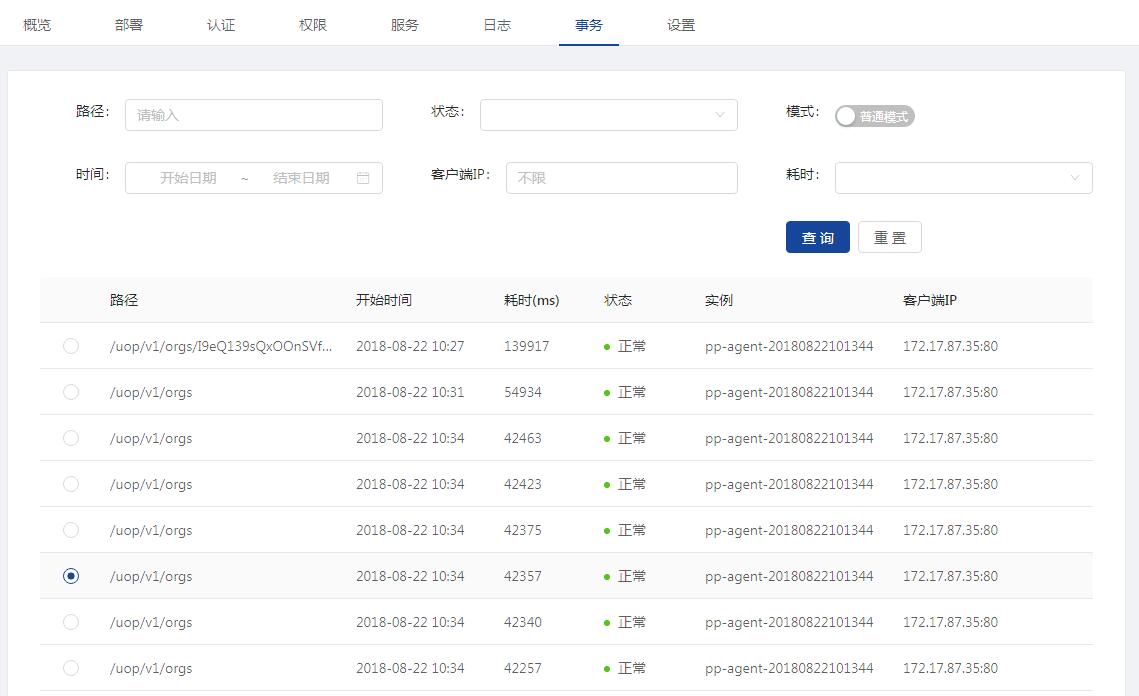 概览 部署 认证 权限 服务 日志 事务 设置
路径: 请输入 状态: 模式: 普通模式
时间: 开始日期 ~ 结束日期 客户端IP: 不限 耗时:
查 询 重 置
路径 开始时间 耗时(ms) 状态 实例 客户端IP
/uop/v1/orgs/I9eQ139sQxOOnSVf... 2018-08-22 10:27 139917 正常 pp-agent-20180822101344 172.17.87.35:80
/uop/v1/orgs 2018-08-22 10:31 54934 正常 pp-agent-20180822101344 172.17.87.35:80
/uop/v1/orgs 2018-08-22 10:34 42463 正常 pp-agent-20180822101344 172.17.87.35:80
/uop/v1/orgs 2018-08-22 10:34 42423 正常 pp-agent-20180822101344 172.17.87.35:80
/uop/v1/orgs 2018-08-22 10:34 42375 正常 pp-agent-20180822101344 172.17.87.35:80
/uop/v1/orgs 2018-08-22 10:34 42357 正常 pp-agent-20180822101344 172.17.87.35:80
/uop/v1/orgs 2018-08-22 10:34 42340 正常 pp-agent-20180822101344 172.17.87.35:80
/uop/v1/orgs 2018-08-22 10:34 42257 正常 pp-agent-20180822101344 172.17.87.35:80